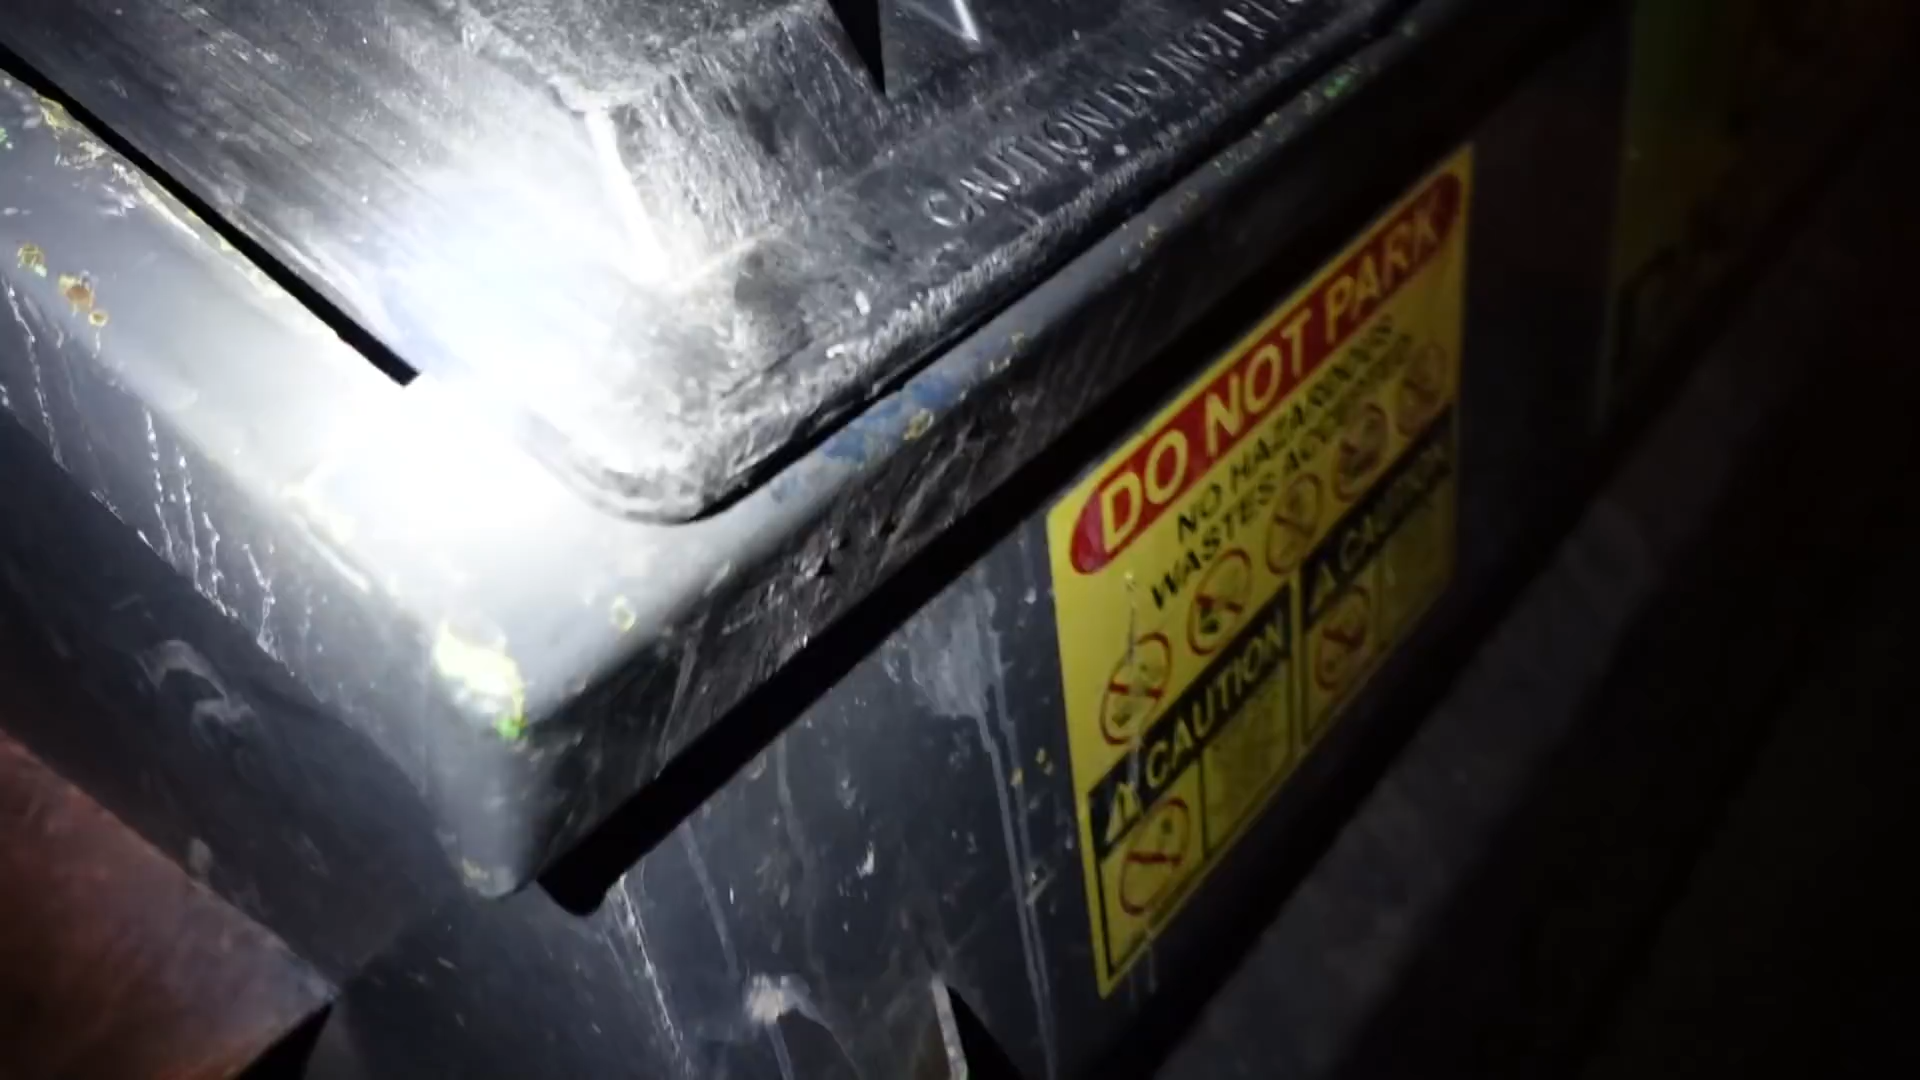 CAUTION DO NOT
DO NOT PARK
NO HAZARDOUS
WASTES ACCEPTED
CAUTION
CAUTION